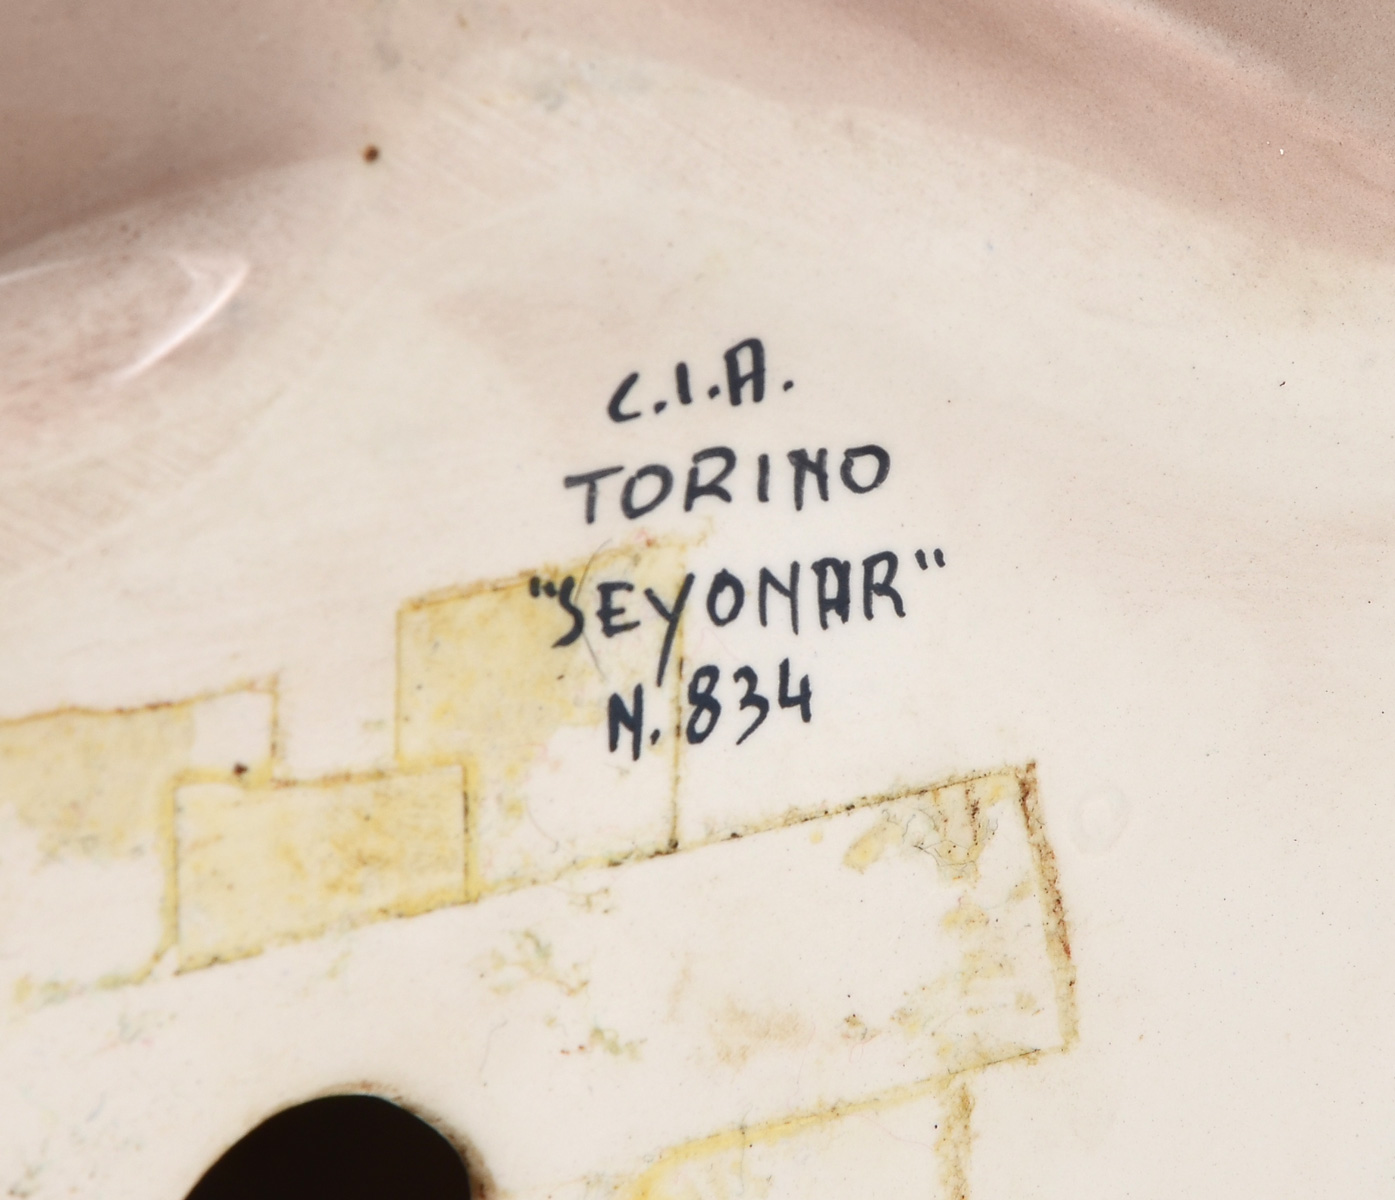 C.I.A.
TORINO
"SEYONAR"
N. 834